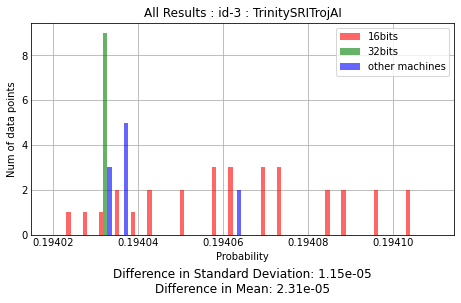 All Results : id-3 : TrinitySRITrojAI
16bits
32bits
other machines
Num of data points
8
6
4
2
0
0.19402 0.19404 0.19406 0.19408 0.19410
Probability
Difference in Standard Deviation: 1.15e-05
Difference in Mean: 2.31e-05